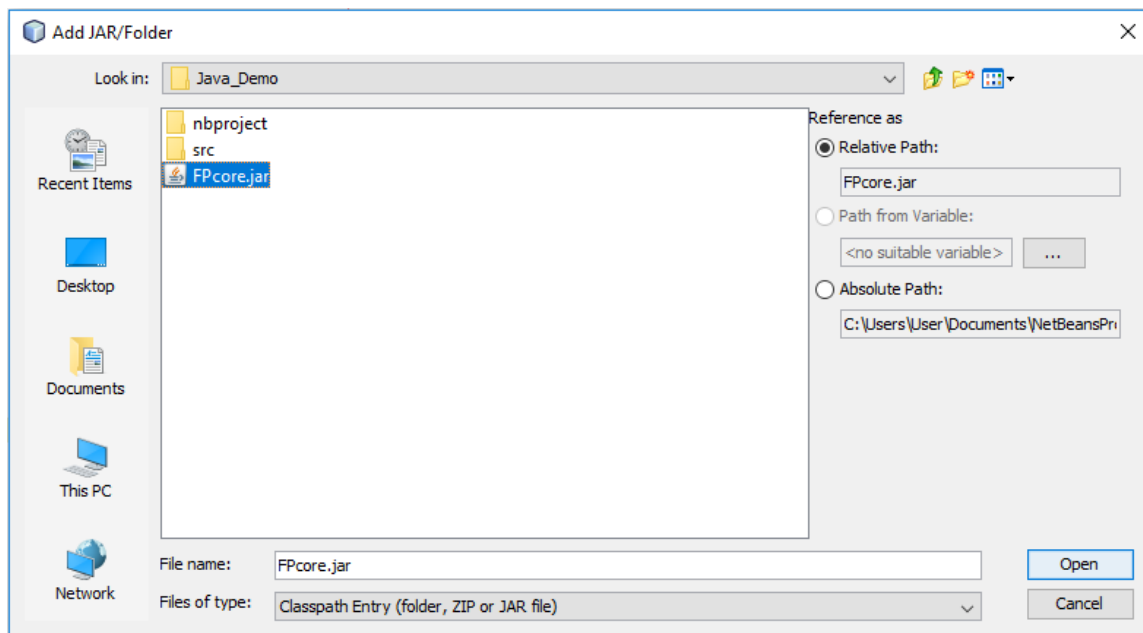 Add JAR/Folder
Look in:
Java_Demo
Recent Items
Desktop
Documents
This PC
Network
nbproject
src
FPcore.jar
Reference as
Relative Path:
FPcore.jar
Path from Variable:
<no suitable variable>
...
Absolute Path:
C:\Users\User\Documents\NetBeansPr
File name:
FPcore.jar
Open
Files of type:
Classpath Entry (folder, ZIP or JAR file)
Cancel